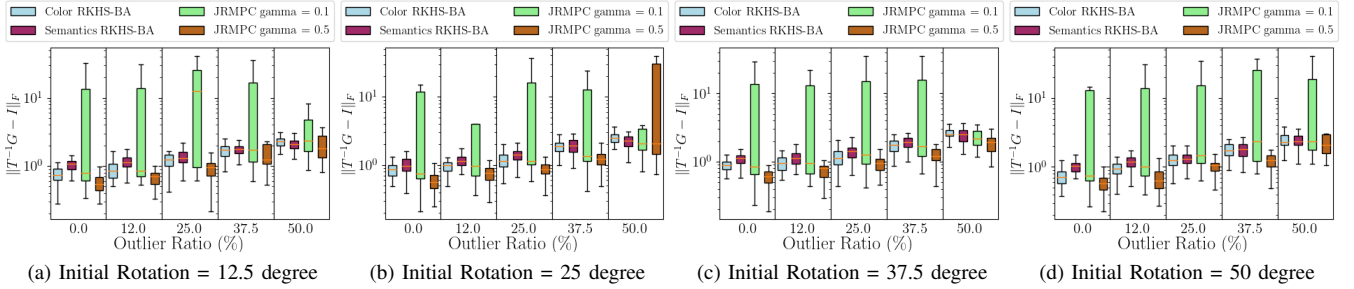 Color RKHS-BA JRMPC gamma = 0.1
Semantics RKHS-BA JRMPC gamma = 0.5
‖T⁻¹G − I‖_F
10¹
10⁰
0.0 12.0 25.0 37.5 50.0
Outlier Ratio (%)
(a) Initial Rotation = 12.5 degree
Color RKHS-BA JRMPC gamma = 0.1
Semantics RKHS-BA JRMPC gamma = 0.5
‖T⁻¹G − I‖_F
10¹
10⁰
0.0 12.0 25.0 37.5 50.0
Outlier Ratio (%)
(b) Initial Rotation = 25 degree
Color RKHS-BA JRMPC gamma = 0.1
Semantics RKHS-BA JRMPC gamma = 0.5
‖T⁻¹G − I‖_F
10¹
10⁰
0.0 12.0 25.0 37.5 50.0
Outlier Ratio (%)
(c) Initial Rotation = 37.5 degree
Color RKHS-BA JRMPC gamma = 0.1
Semantics RKHS-BA JRMPC gamma = 0.5
‖T⁻¹G − I‖_F
10¹
10⁰
0.0 12.0 25.0 37.5 50.0
Outlier Ratio (%)
(d) Initial Rotation = 50 degree